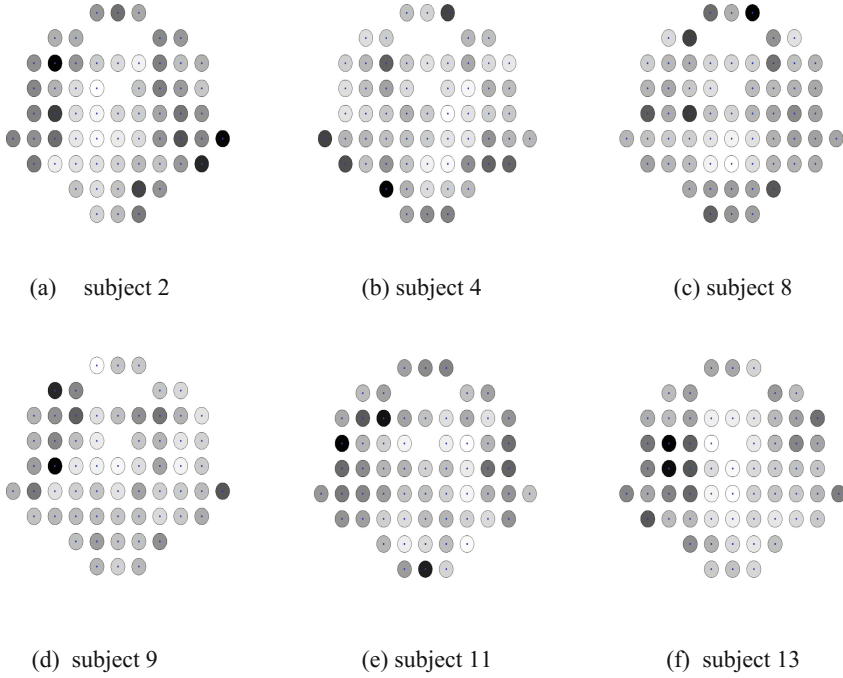 (a) subject 2
(b) subject 4
(c) subject 8
(d) subject 9
(e) subject 11
(f) subject 13